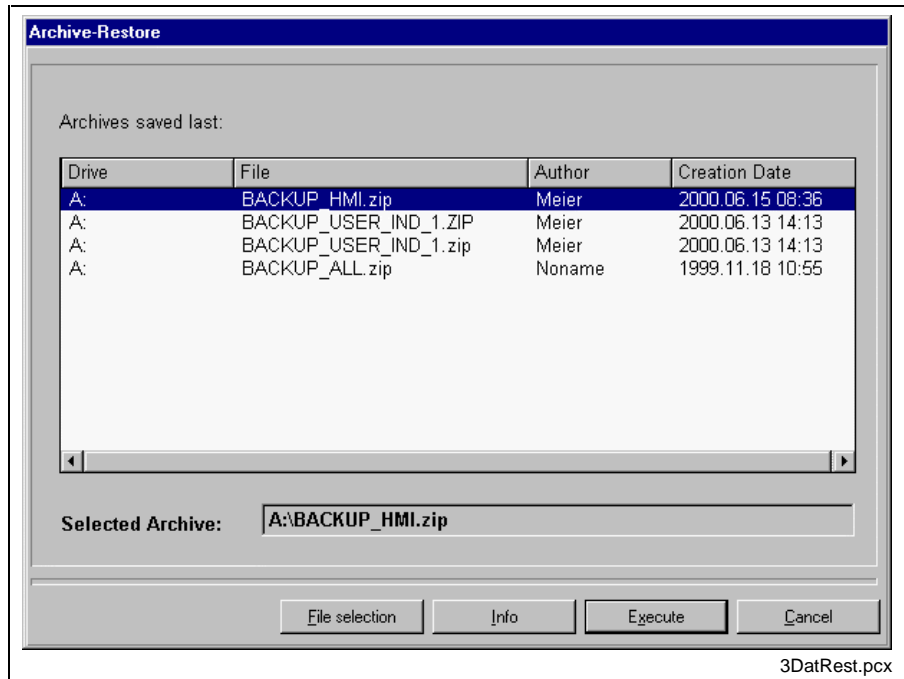 Archive-Restore
Archives saved last:
Drive File Author Creation Date
A: BACKUP_HMI.zip Meier 2000.06.15 08:36
A: BACKUP_USER_IND_1.ZIP Meier 2000.06.13 14:13
A: BACKUP_USER_IND_1.zip Meier 2000.06.13 14:13
A: BACKUP_ALL.zip Noname 1999.11.18 10:55
Selected Archive: A:\BACKUP_HMI.zip
File selection Info Execute Cancel
3DatRest.pcx